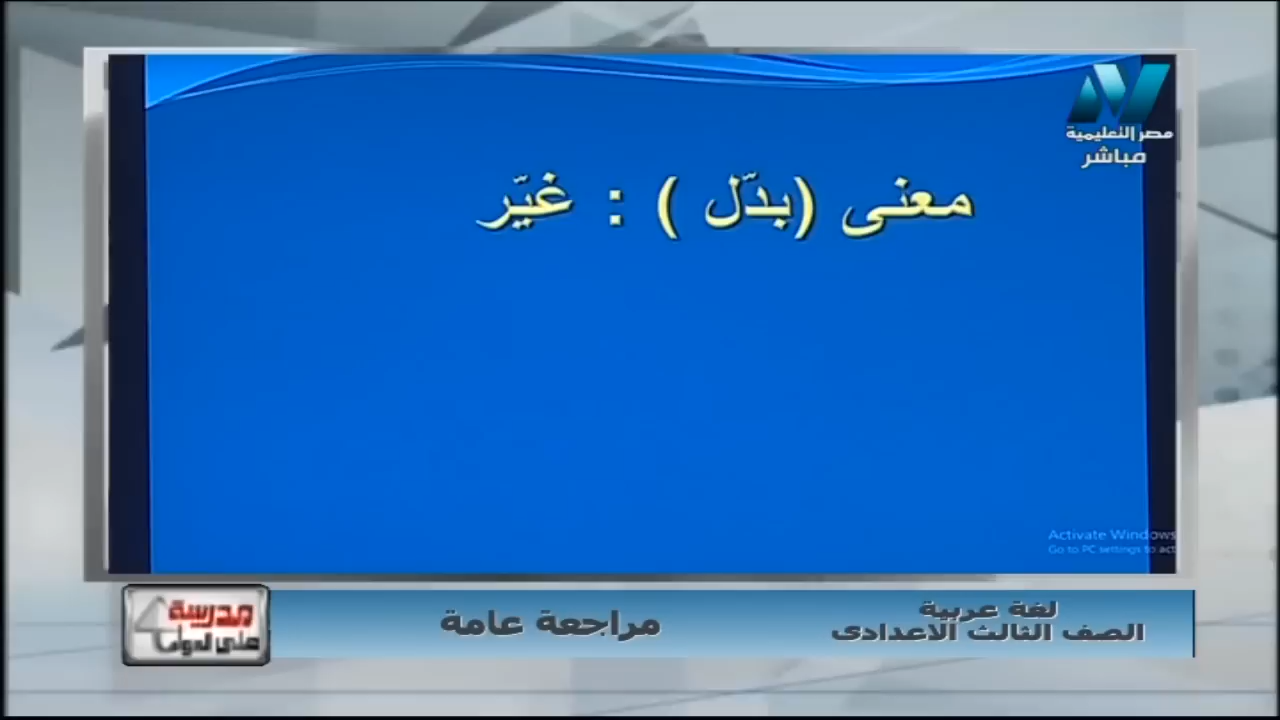 مصر التعليمية
مباشر
معنى (بدّل ) : غيّر
Activate Windows
Go to PC settings to act
لغة عربية
الصف الثالث الاعدادى
مراجعة عامة
مدرسة
على الهواء